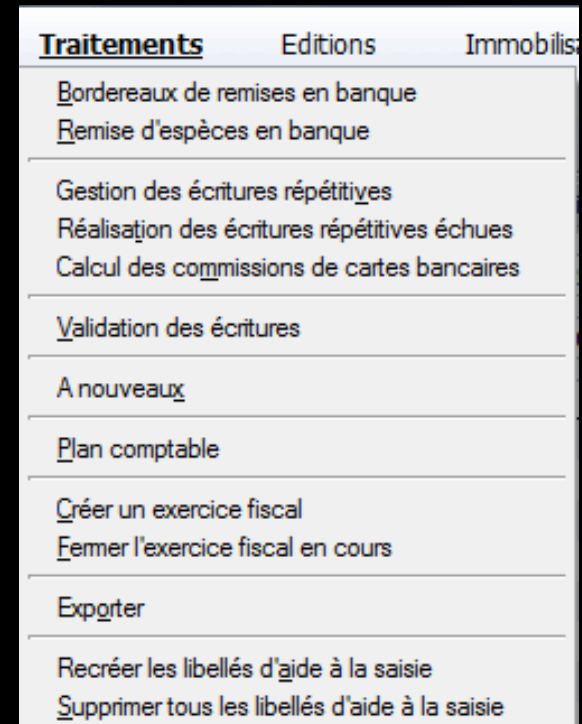 Traitements Editions Immobilis
Bordereaux de remises en banque
Remise d'espèces en banque
Gestion des écritures répétitives
Réalisation des écritures répétitives échues
Calcul des commissions de cartes bancaires
Validation des écritures
A nouveaux
Plan comptable
Créer un exercice fiscal
Fermer l'exercice fiscal en cours
Exporter
Recréer les libellés d'aide à la saisie
Supprimer tous les libellés d'aide à la saisie